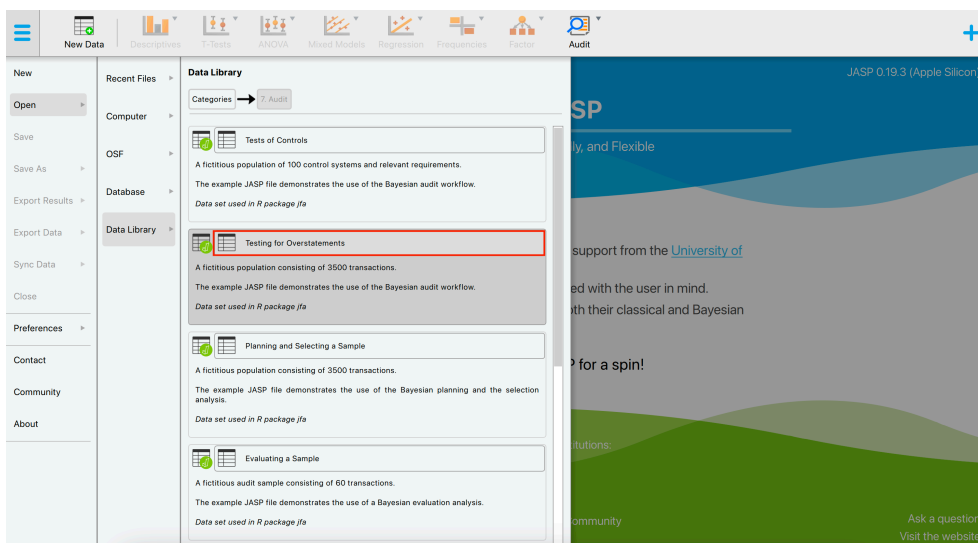 New Data
Descriptives
T-Tests
ANOVA
Mixed Models
Regression
Frequencies
Factor
Audit
New
Open
Save
Save As
Export Results
Export Data
Sync Data
Close
Preferences
Contact
Community
About
Recent Files
Computer
OSF
Database
Data Library
Data Library
Categories
7. Audit
Tests of Controls
A fictitious population of 100 control systems and relevant requirements.
The example JASP file demonstrates the use of the Bayesian audit workflow.
Data set used in R package jfa
Testing for Overstatements
A fictitious population consisting of 3500 transactions.
The example JASP file demonstrates the use of the Bayesian audit workflow.
Data set used in R package jfa
Planning and Selecting a Sample
A fictitious population consisting of 3500 transactions.
The example JASP file demonstrates the use of the Bayesian planning and the selection
analysis.
Data set used in R package jfa
Evaluating a Sample
A fictitious audit sample consisting of 60 transactions.
The example JASP file demonstrates the use of a Bayesian evaluation analysis.
Data set used in R package jfa
JASP 0.19.3 (Apple Silicon)
SP
ly, and Flexible
support from the University of
ed with the user in mind.
th their classical and Bayesian
for a spin!
itutions:
ommunity
Ask a question
Visit the website